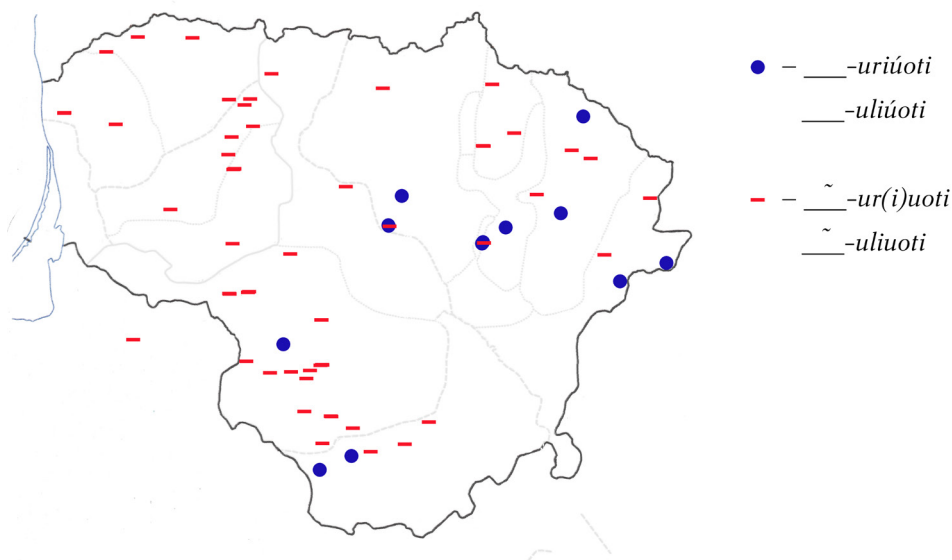 – ___-uriúoti
___-uliúoti
– ___̃-ur(i)uoti
___̃-uliuoti